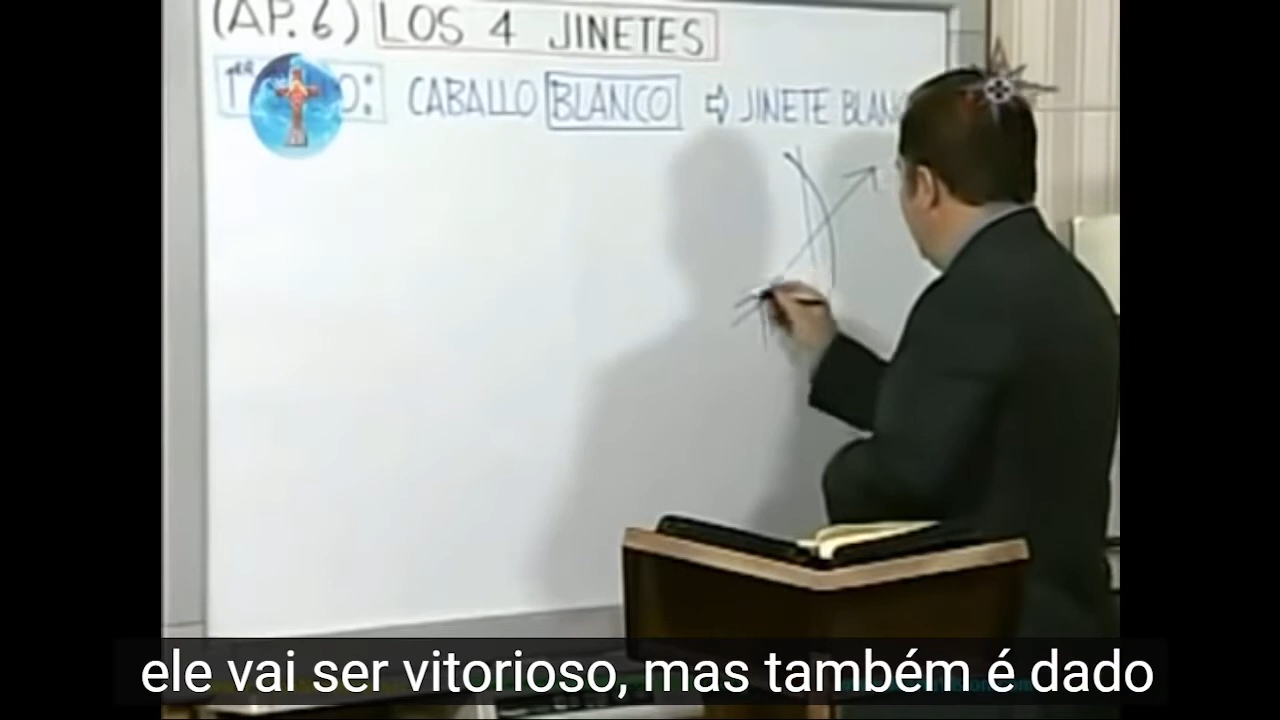 (AP. 6) LOS 4 JINETES
CABALLO BLANCO ⇨ JINETE
ele vai ser vitorioso, mas também é dado